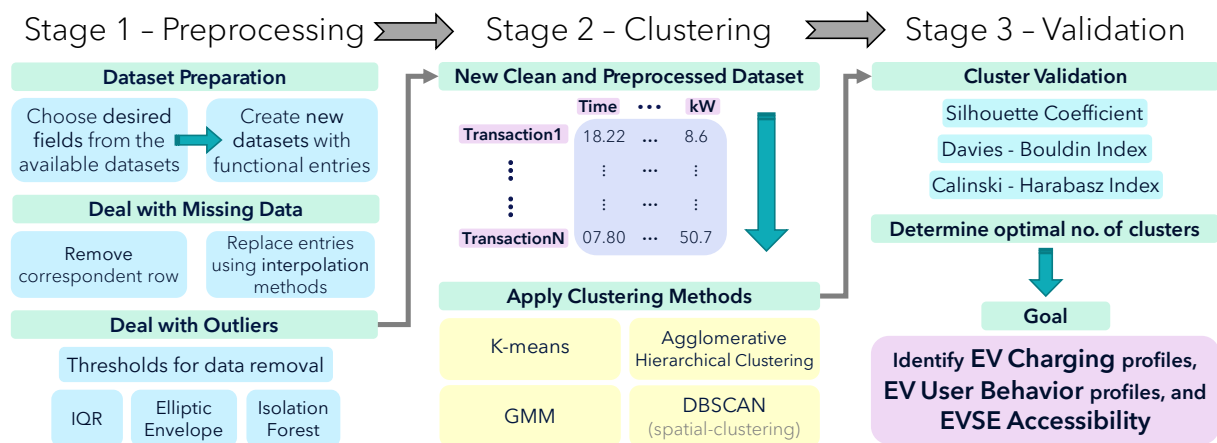 Stage 1 – Preprocessing
Stage 2 – Clustering
Stage 3 – Validation
Dataset Preparation
Choose desired
fields from the
available datasets
Create new
datasets with
functional entries
Deal with Missing Data
Remove
correspondent row
Replace entries
using interpolation
methods
Deal with Outliers
Thresholds for data removal
IQR
Elliptic
Envelope
Isolation
Forest
New Clean and Preprocessed Dataset
Time ... kW
Transaction1 18.22 ... 8.6
⋮ ⋮ ... ⋮
⋮ ⋮ ... ⋮
TransactionN 07.80 ... 50.7
Apply Clustering Methods
K-means
Agglomerative
Hierarchical Clustering
GMM
DBSCAN
(spatial-clustering)
Cluster Validation
Silhouette Coefficient
Davies - Bouldin Index
Calinski - Harabasz Index
Determine optimal no. of clusters
Goal
Identify EV Charging profiles,
EV User Behavior profiles, and
EVSE Accessibility